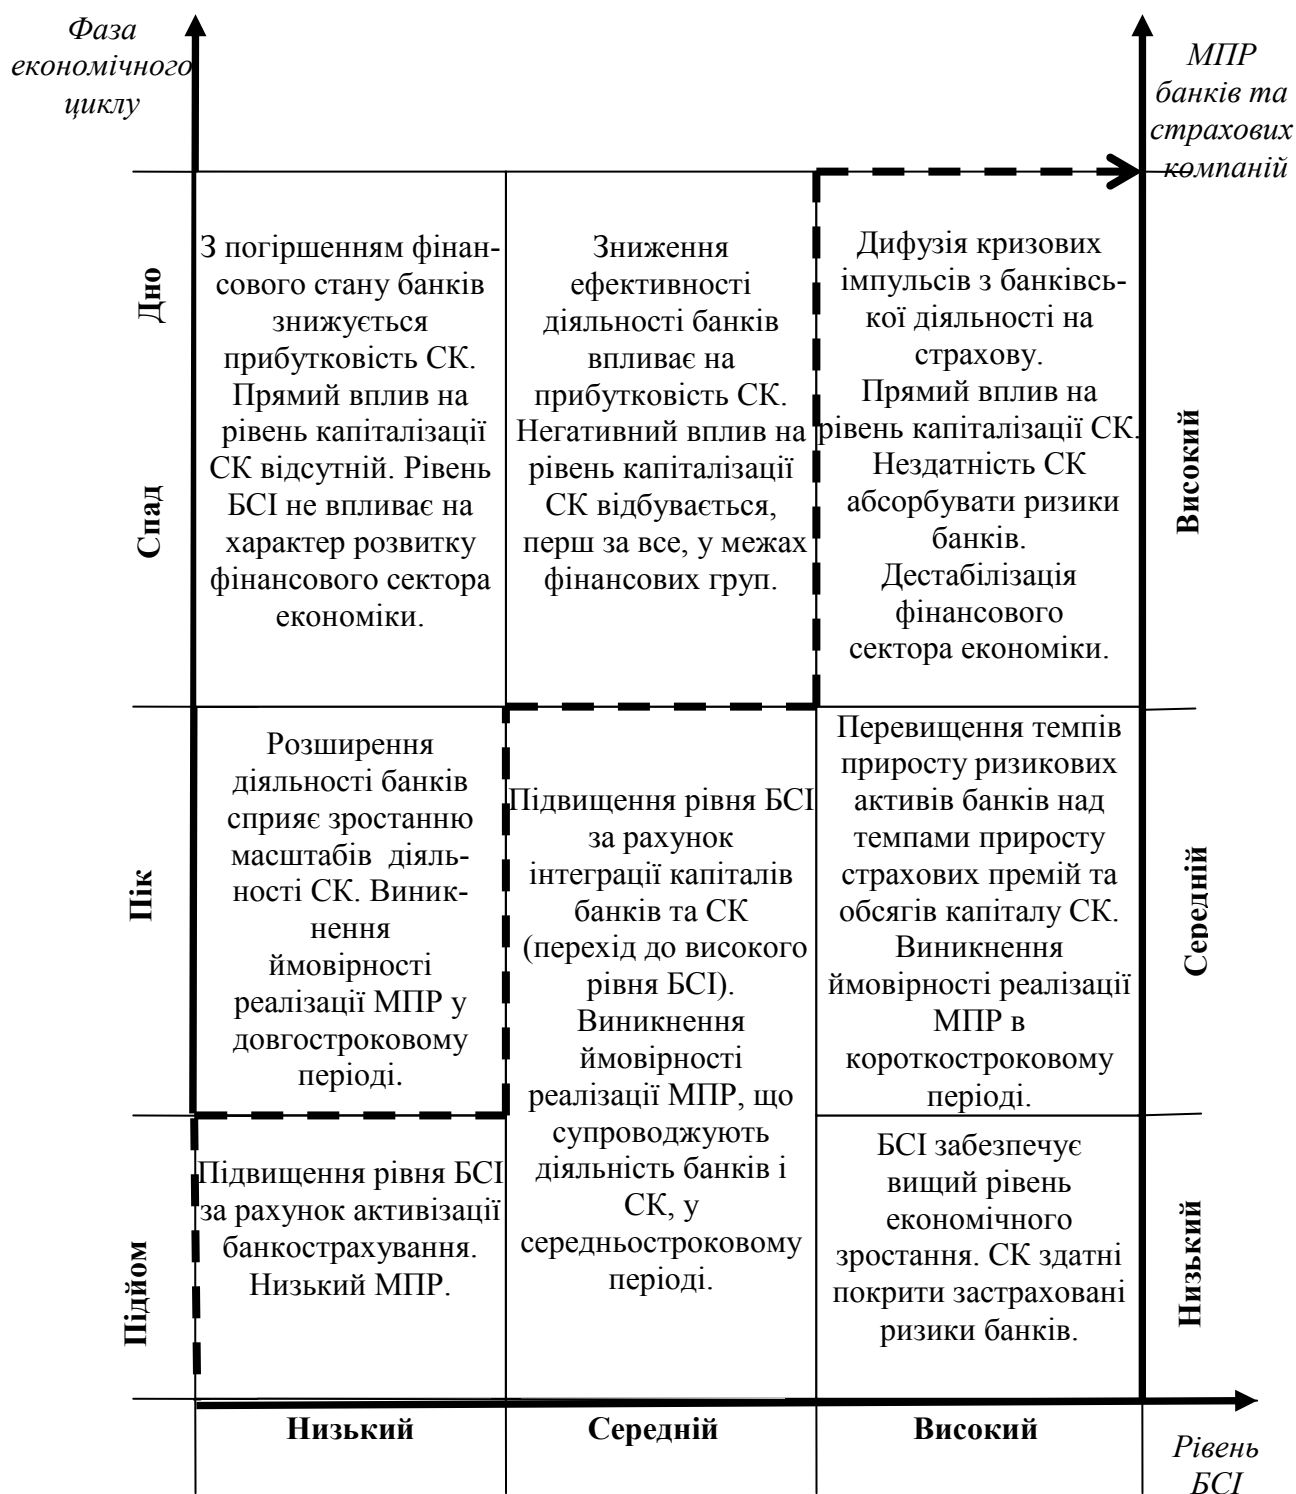 Фаза
економічного
циклу
МПР
банків та
страхових
компаній
Дно
Спад
Пік
Підйом
З погіршенням фінан-
сового стану банків
знижується
прибутковість СК.
Прямий вплив на
рівень капіталізації
СК відсутній. Рівень
БСІ не впливає на
характер розвитку
фінансового сектора
економіки.
Зниження
ефективності
діяльності банків
впливає на
прибутковість СК.
Негативний вплив на
рівень капіталізації
СК відбувається,
перш за все, у межах
фінансових груп.
Дифузія кризових
імпульсів з банківсь-
кої діяльності на
страхову.
Прямий вплив на
рівень капіталізації СК.
Нездатність СК
абсорбувати ризики
банків.
Дестабілізація
фінансового
сектора економіки.
Високий
Розширення
діяльності банків
сприяє зростанню
масштабів діяль-
ності СК. Виник-
нення
ймовірності
реалізації МПР у
довгостроковому
періоді.
Підвищення рівня БСІ
за рахунок
інтеграції капіталів
банків та СК
(перехід до високого
рівня БСІ).
Виникнення
ймовірності
реалізації МПР, що
супроводжують
діяльність банків і
СК, у
середньостроковому
періоді.
Перевищення темпів
приросту ризикових
активів банків над
темпами приросту
страхових премій та
обсягів капіталу СК.
Виникнення
ймовірності реалізації
МПР в
короткостроковому
періоді.
Середній
Підвищення рівня БСІ
за рахунок активізації
банкострахування.
Низький МПР.
БСІ забезпечує
вищий рівень
економічного
зростання. СК здатні
покрити застраховані
ризики банків.
Низький
Низький
Середній
Високий
Рівень
БСІ